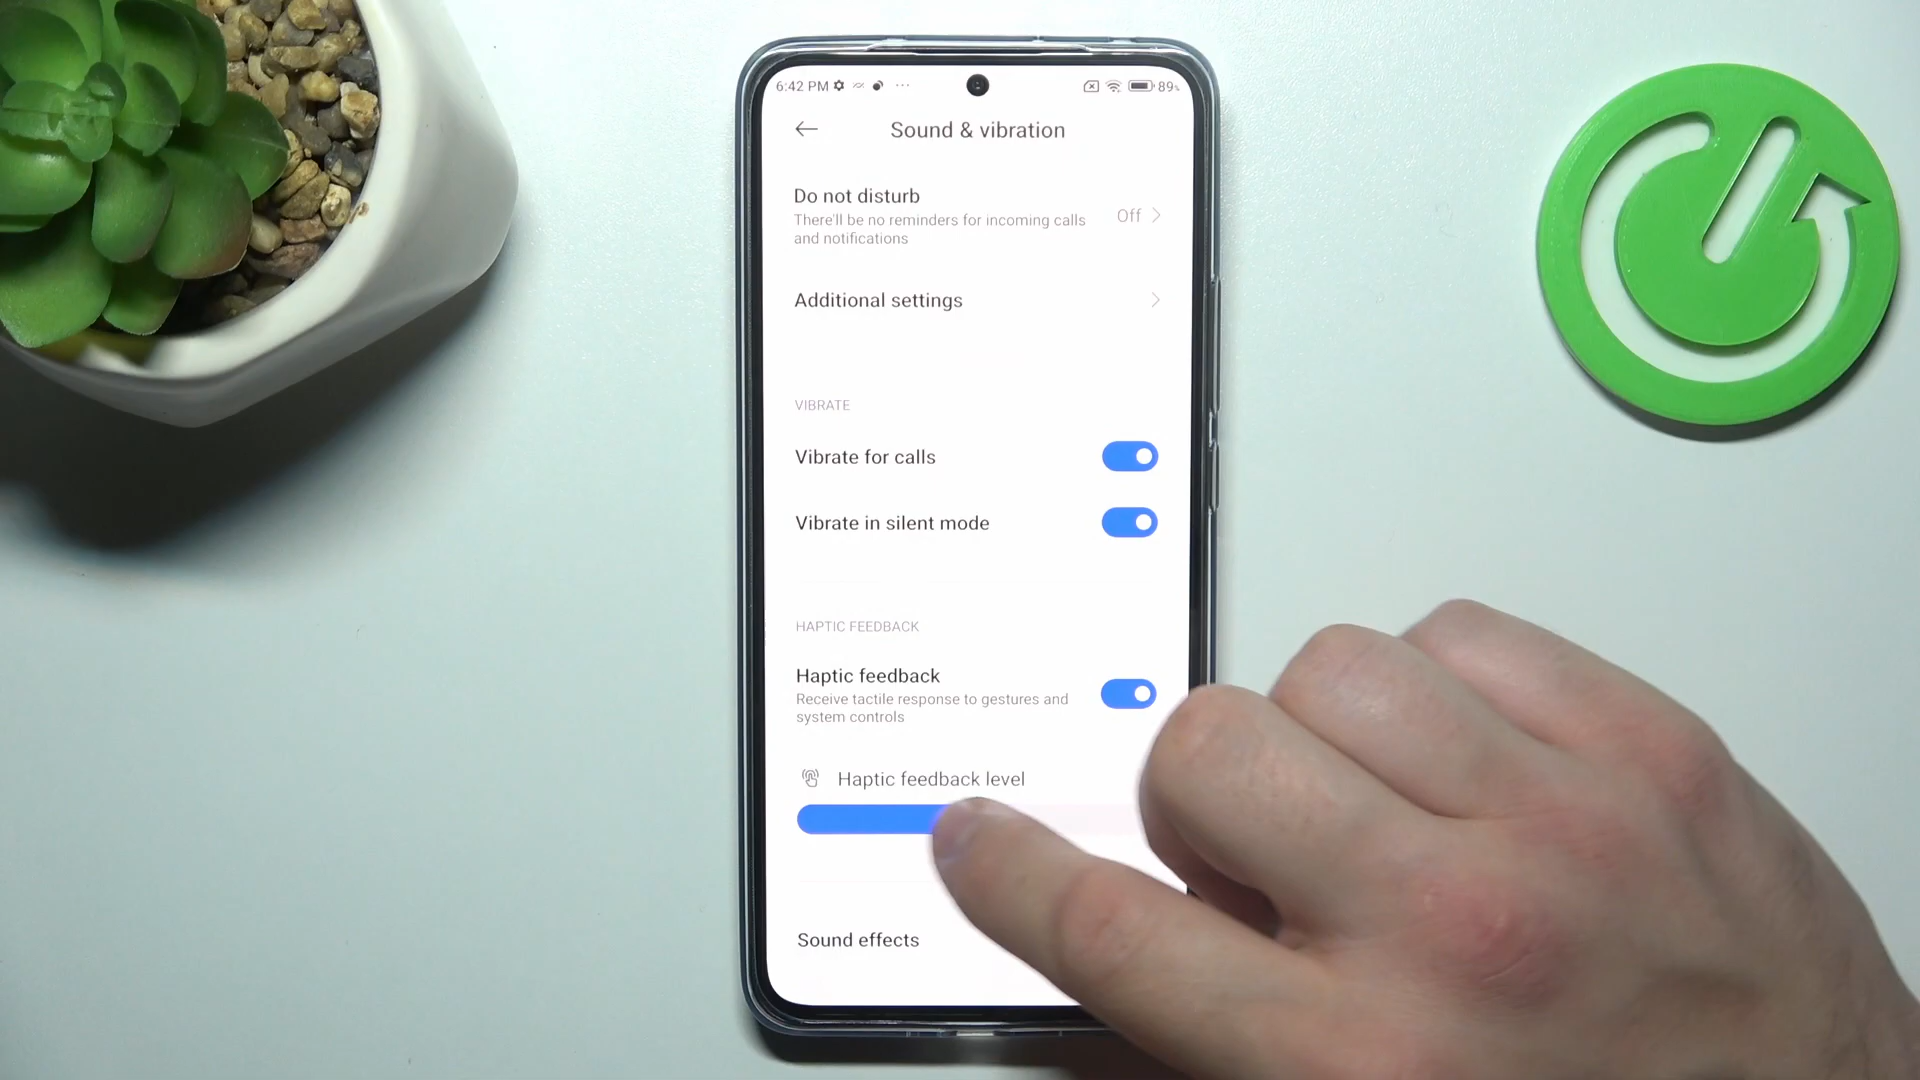 6:42 PM 89%
Sound & vibration
Do not disturb
There'll be no reminders for incoming calls
and notifications
Off
Additional settings
VIBRATE
Vibrate for calls
Vibrate in silent mode
HAPTIC FEEDBACK
Haptic feedback
Receive tactile response to gestures and
system controls
Haptic feedback level
Sound effects